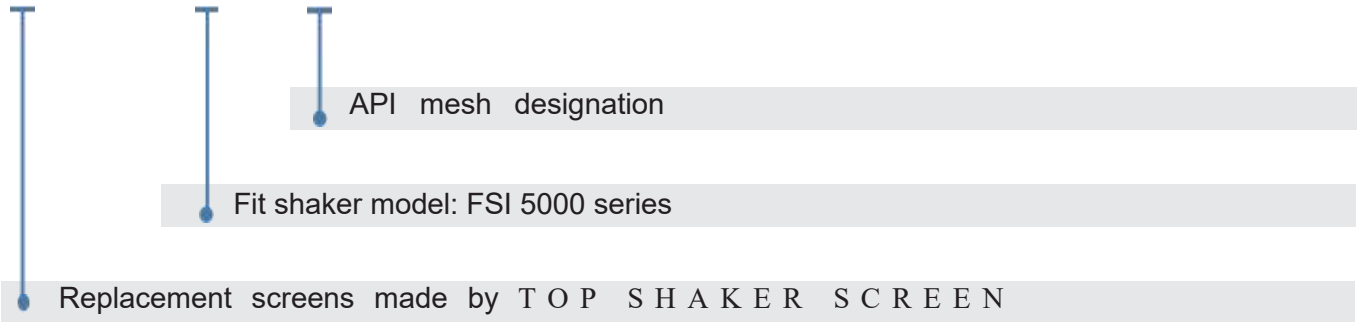 API mesh designation
Fit shaker model: FSI 5000 series
Replacement screens made by TOP SHAKER SCREEN